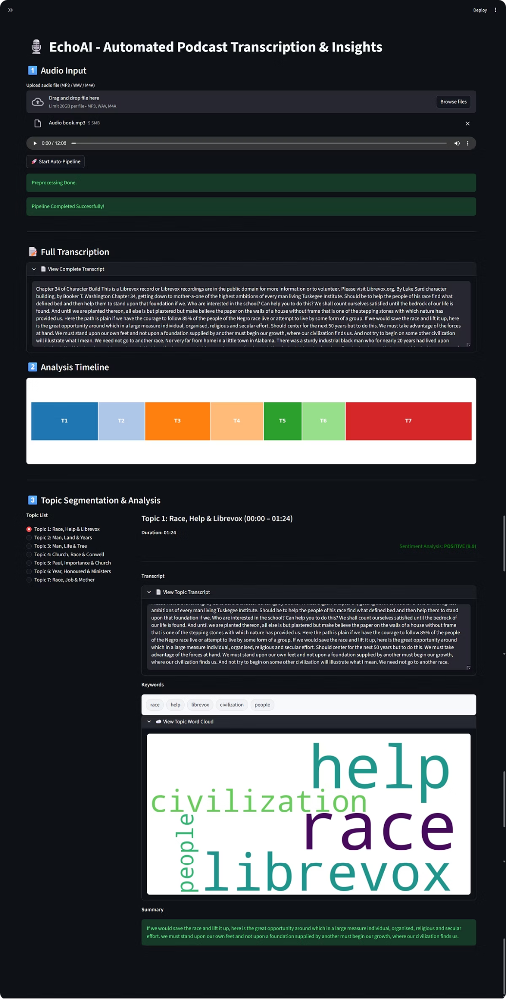 Deploy
EchoAI - Automated Podcast Transcription & Insights
1 Audio Input
Upload audio file (MP3 / WAV / M4A)
Drag and drop file here
Limit 20GB per file • MP3, WAV, M4A
Browse files
Audio book.mp3 5.5MB
0:00 / 12:06
Start Auto-Pipeline
Preprocessing Done.
Pipeline Completed Successfully!
Full Transcription
View Complete Transcript
Chapter 34 of Character Build This is a Librevox record or Librevox recordings are in the public domain for more information or to volunteer. Please visit Librevox.org. By Luke Sard character
building, by Booker T. Washington Chapter 34, getting down to mother-a-one of the highest ambitions of every man living Tuskegee Institute. Should be to help the people of his race find what
defined bed and then help them to stand upon that foundation if we. Who are interested in the school? Can help you to do this? We shall count ourselves satisfied until the bedrock of our life is
found. And until we are planted thereon, all else is but plastered but make believe the paper on the walls of a house without frame that is one of the stepping stones with which nature has
provided us. Here the path is plain if we have the courage to follow 85% of the people of the Negro race live or attempt to live by some form of a group. If we would save the race and lift it up, here
is the great opportunity around which in a large measure individual, organised, religious and secular effort. Should center for the next 50 years but to do this. We must take advantage of the forces
at hand. We must stand upon our own feet and not upon a foundation supplied by another must begin our growth, where our civilization finds us. And not try to begin on some other civilization
will illustrate what I mean. We need not go to another race. Nor very far from home in a little town in Alabama. There was a sturdy industrial black man who for nearly 20 years had lived upon
2 Analysis Timeline
T1 T2 T3 T4 T5 T6 T7
3 Topic Segmentation & Analysis
Topic List
Topic 1: Race, Help & Librevox
Topic 2: Man, Land & Years
Topic 3: Man, Life & Tree
Topic 4: Church, Race & Conwell
Topic 5: Paul, Importance & Church
Topic 6: Year, Honoured & Ministers
Topic 7: Race, Job & Mother
Topic 1: Race, Help & Librevox (00:00 – 01:24)
Duration: 01:24
Sentiment Analysis: POSITIVE (9.9)
Transcript
View Topic Transcript
ambitions of every man living Tuskegee Institute. Should be to help the people of his race find what defined bed and then help them to stand
upon that foundation if we. Who are interested in the school? Can help you to do this? We shall count ourselves satisfied until the bedrock of
our life is found. And until we are planted thereon, all else is but plastered but make believe the paper on the walls of a house without frame
that is one of the stepping stones with which nature has provided us. Here the path is plain if we have the courage to follow 85% of the people
of the Negro race live or attempt to live by some form of a group. If we would save the race and lift it up, here is the great opportunity around
which in a large measure individual, organised, religious and secular effort. Should center for the next 50 years but to do this. We must take
advantage of the forces at hand. We must stand upon our own feet and not upon a foundation supplied by another must begin our growth,
where our civilization finds us. And not try to begin on some other civilization will illustrate what I mean. We need not go to another race.
Keywords
race help librevox civilization people
View Topic Word Cloud
help
civilization
race
people
librevox
Summary
If we would save the race and lift it up, here is the great opportunity around which in a large measure individual, organised, religious and secular
effort. we must stand upon our own feet and not upon a foundation supplied by another must begin our growth, where our civilization finds us.